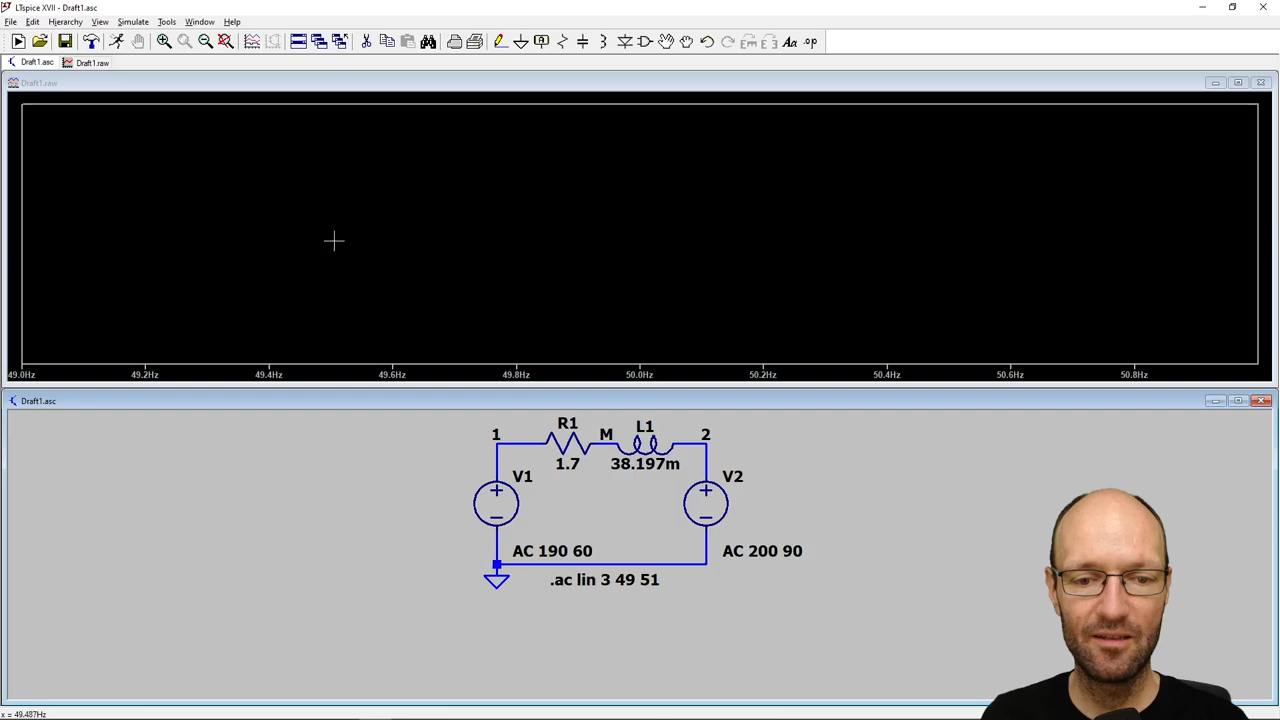 LTspice XVII - Draft1.asc
File Edit Hierarchy View Simulate Tools Window Help
Draft1.asc Draft1.raw
Draft1.raw
49.0Hz 49.2Hz 49.4Hz 49.6Hz 49.8Hz 50.0Hz 50.2Hz 50.4Hz 50.6Hz 50.8Hz
Draft1.asc
R1
L1
1
M
2
1.7
38.197m
V1
V2
AC 190 60
AC 200 90
.ac lin 3 49 51
x = 49.487Hz